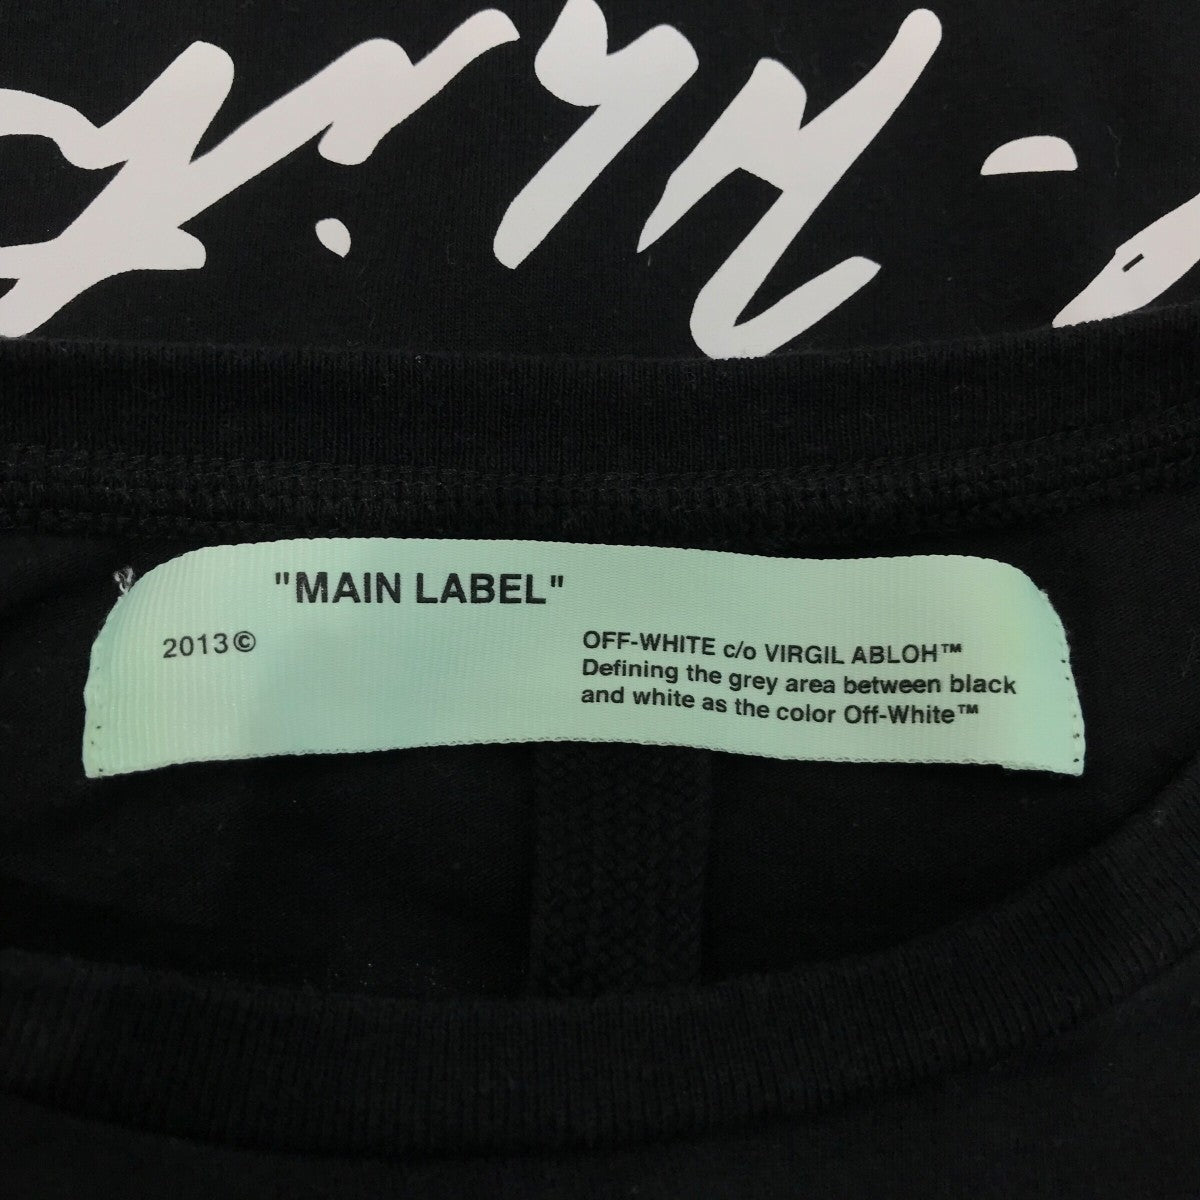 "MAIN LABEL"
2013©
OFF-WHITE c/o VIRGIL ABLOH™
Defining the grey area between black
and white as the color Off-White™